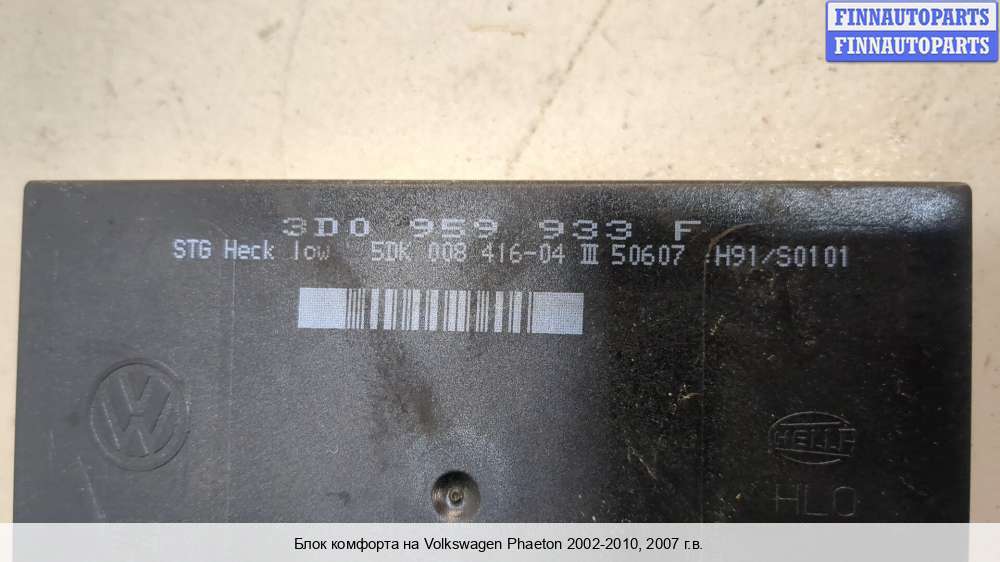 FINNAUTOPARTS
FINNAUTOPARTS
3D0 959 933 F
STG Heck low 5DK 008 416-04 III 50607 H91/S0101
VW
HELLA
HLO
Блок комфорта на Volkswagen Phaeton 2002-2010, 2007 г.в.